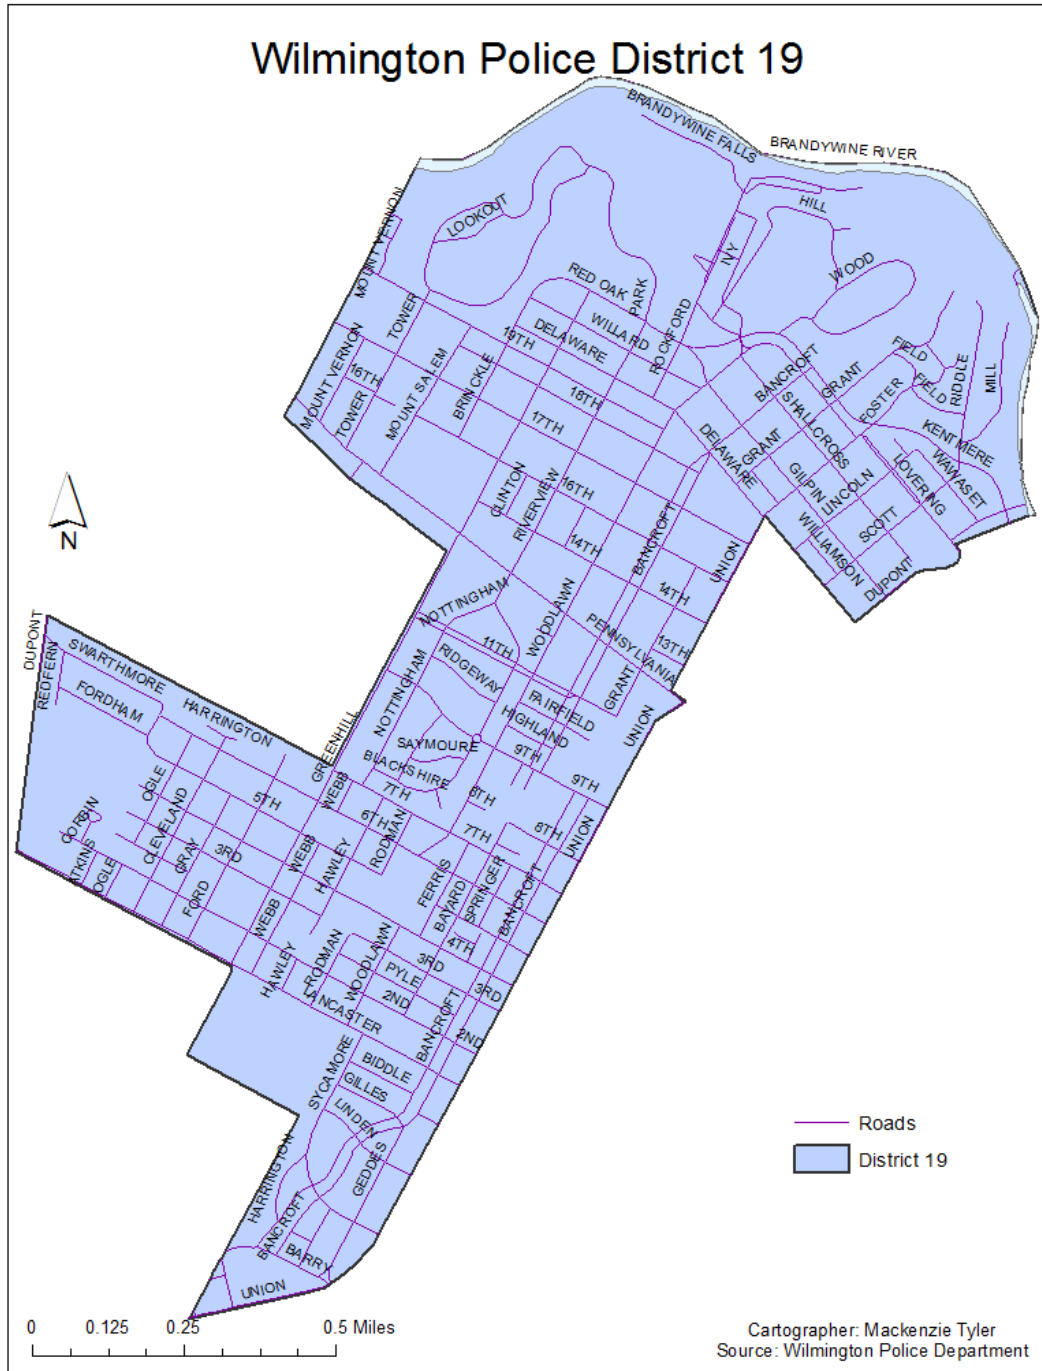 Wilmington Police District 19
BRANDYWINE FALLS
BRANDYWINE RIVER
MOUNT VERNON
LOOKOUT
HILL
IVY
WOOD
RED OAK
PARK
TOWER
WILLARD
ROCKFORD
DELAWARE
19TH
MOUNT VERNON
16TH
TOWER
MOUNT SALEM
BRINCKLE
18TH
17TH
BANCROFT
GRANT
FIELD
FIELD
RIDDLE
MILL
FOSTER
SHALLCROSS
KENTMERE
DELAWARE
GRANT
GILPIN
LINCOLN
LOVERING
WAWASET
WILLIAMSON
SCOTT
DUPONT
CLINTON
RIVERVIEW
16TH
14TH
BANCROFT
UNION
14TH
13TH
NOTTINGHAM
WOODLAWN
PENNSYLVANIA
11TH
RIDGEWAY
GRANT
FAIRFIELD
HIGHLAND
UNION
NOTTINGHAM
SAYMOURE
9TH
9TH
BLACKSHIRE
DUPONT
REDFERN
SWARTHMORE
FORDHAM
HARRINGTON
GREENHILL
WEBB
7TH
6TH
6TH
7TH
8TH
UNION
RODMAN
OGLE
5TH
CORBIN
CLEVELAND
GRAY
3RD
WEBB
HAWLEY
ATKINS
OGLE
FORD
WEBB
FERRIS
BAYARD
SPRINGER
BANCROFT
4TH
3RD
3RD
HAWLEY
RODMAN
WOODLAWN
PYLE
2ND
2ND
LANCASTER
BANCROFT
SYCAMORE
BIDDLE
GILLES
LINDEN
GEDDES
HARRINGTON
BANCROFT
BARRY
UNION
N
Roads
District 19
0 0.125 0.25 0.5 Miles
Cartographer: Mackenzie Tyler
Source: Wilmington Police Department